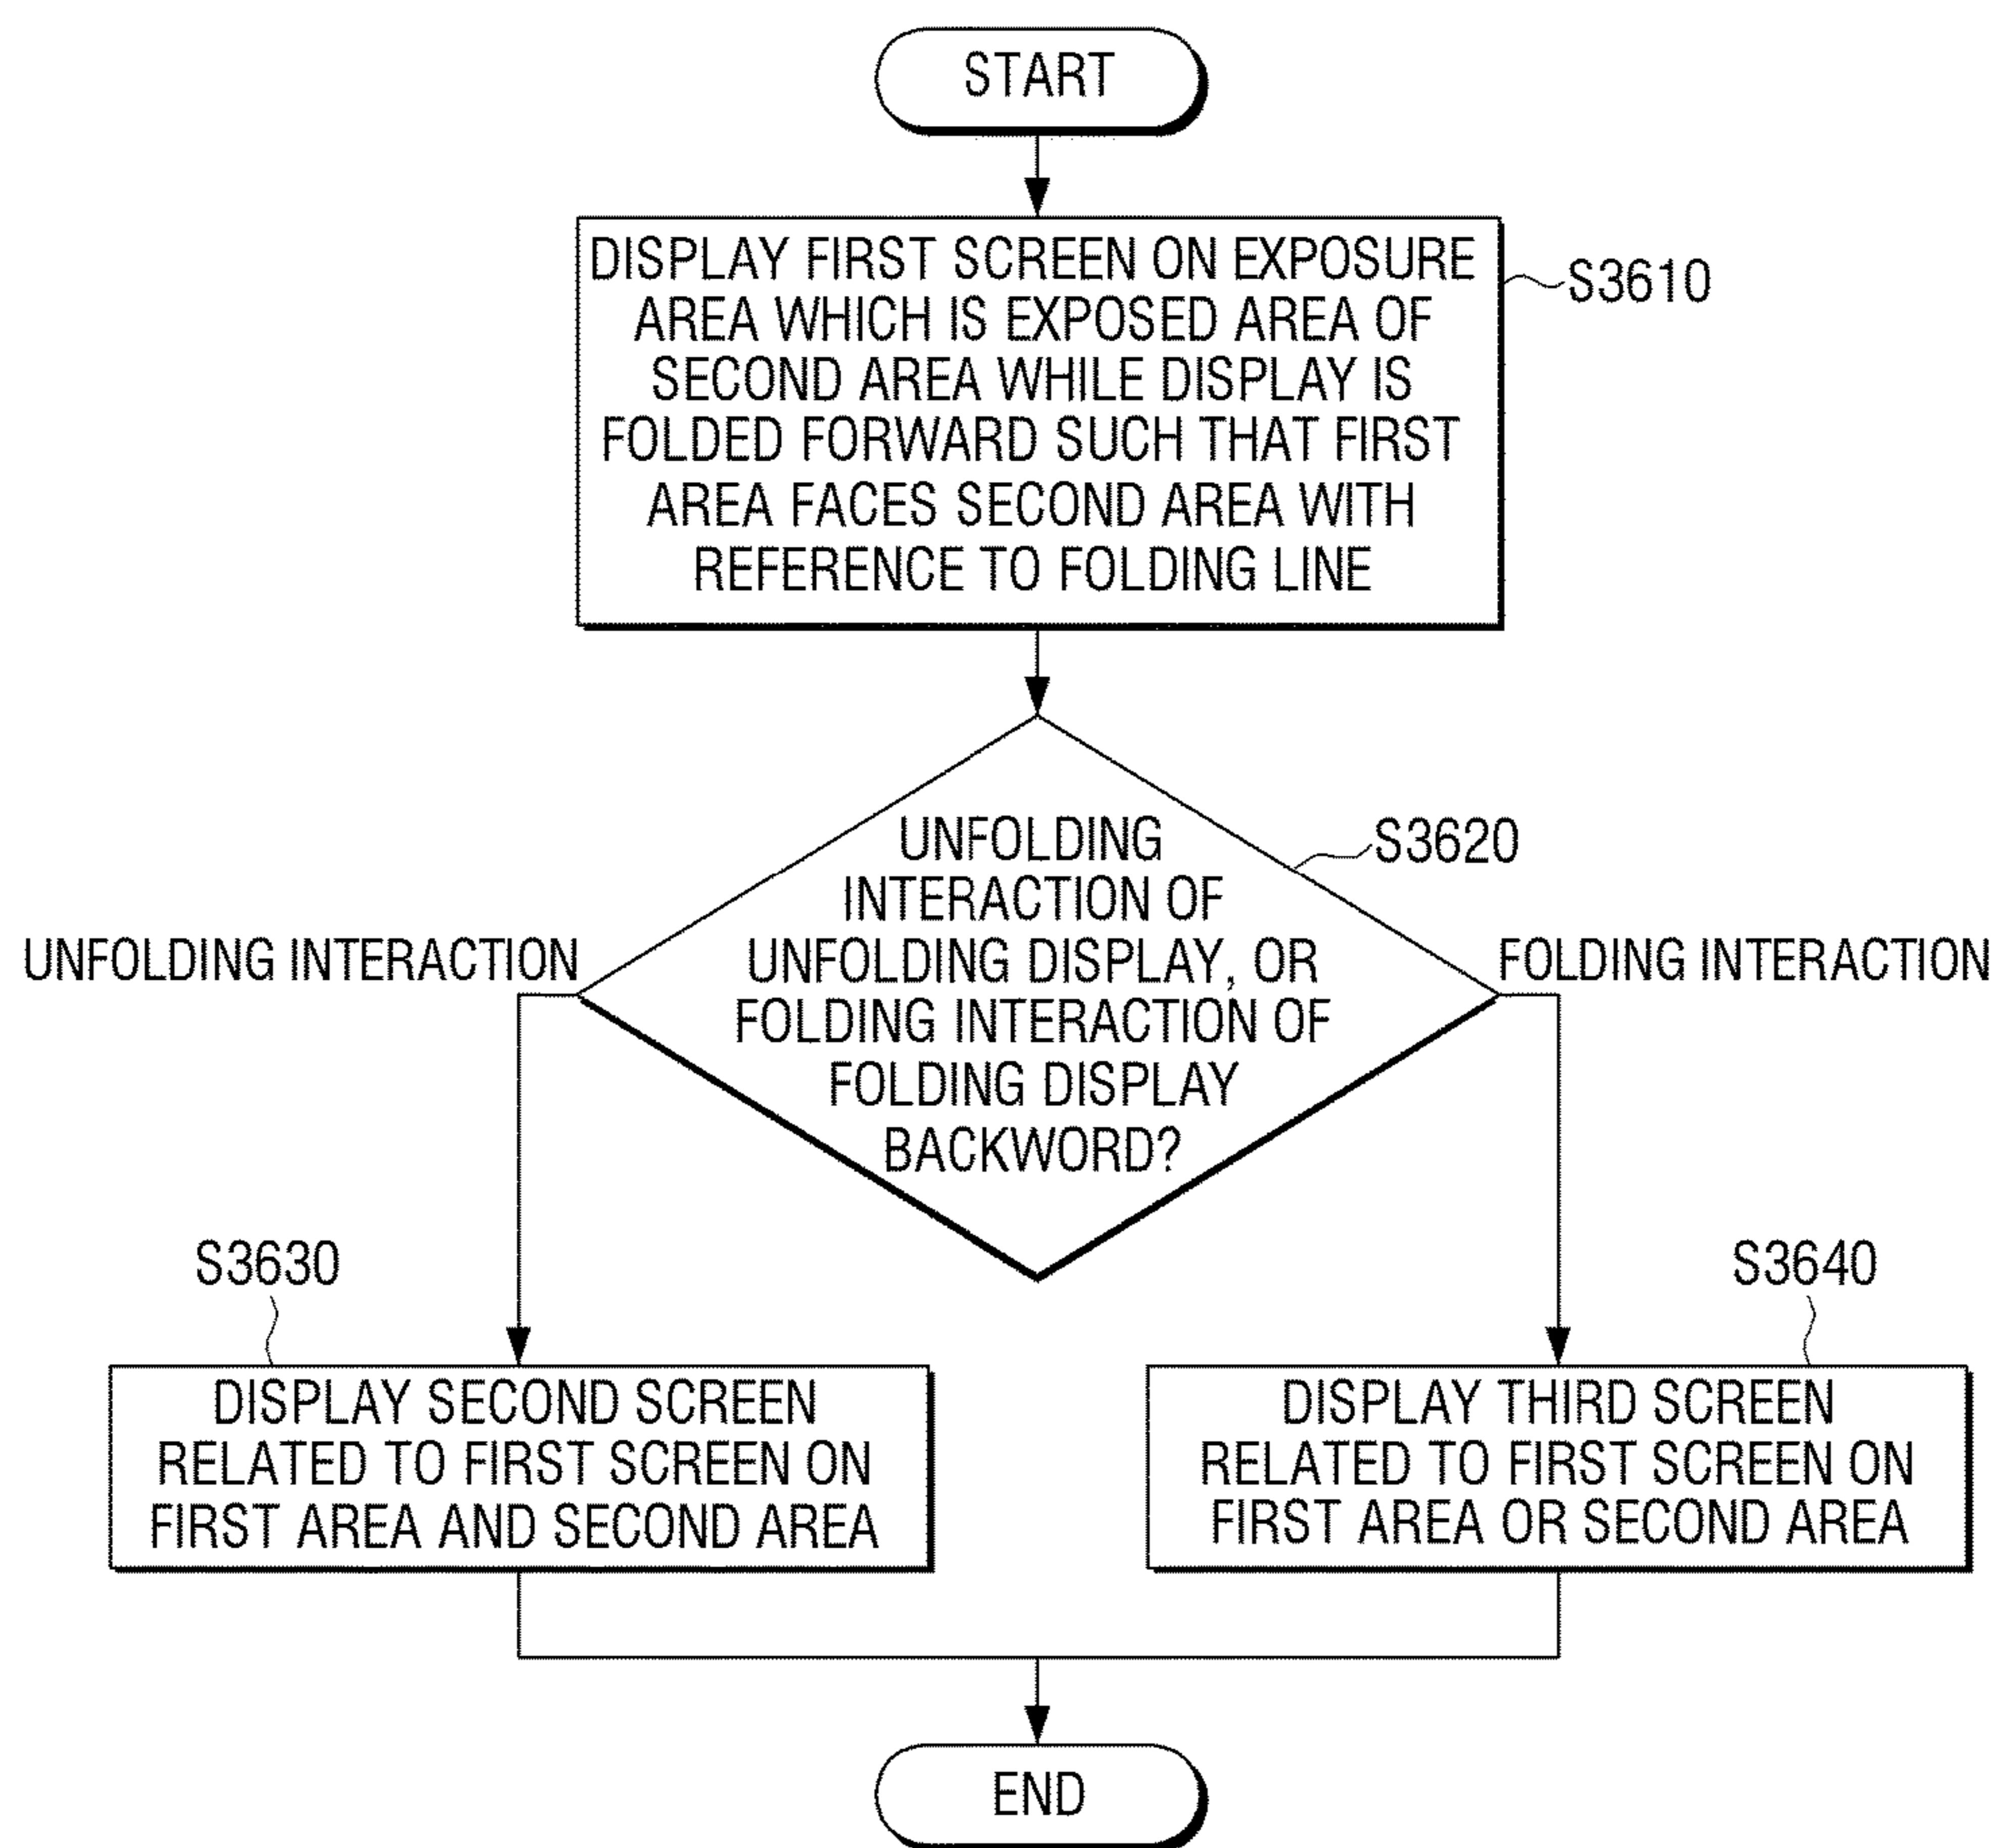 START
DISPLAY FIRST SCREEN ON EXPOSURE
AREA WHICH IS EXPOSED AREA OF
SECOND AREA WHILE DISPLAY IS
FOLDED FORWARD SUCH THAT FIRST
AREA FACES SECOND AREA WITH
REFERENCE TO FOLDING LINE
S3610
UNFOLDING
INTERACTION OF
UNFOLDING DISPLAY, OR
FOLDING INTERACTION OF
FOLDING DISPLAY
BACKWORD?
S3620
UNFOLDING INTERACTION
FOLDING INTERACTION
S3630
DISPLAY SECOND SCREEN
RELATED TO FIRST SCREEN ON
FIRST AREA AND SECOND AREA
S3640
DISPLAY THIRD SCREEN
RELATED TO FIRST SCREEN ON
FIRST AREA OR SECOND AREA
END